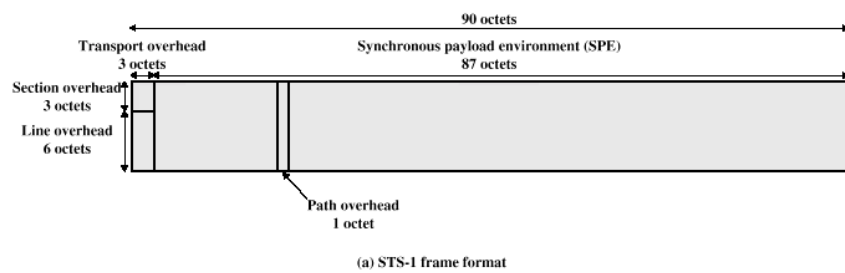 90 octets
Transport overhead
3 octets
Synchronous payload environment (SPE)
87 octets
Section overhead
3 octets
Line overhead
6 octets
Path overhead
1 octet
(a) STS-1 frame format